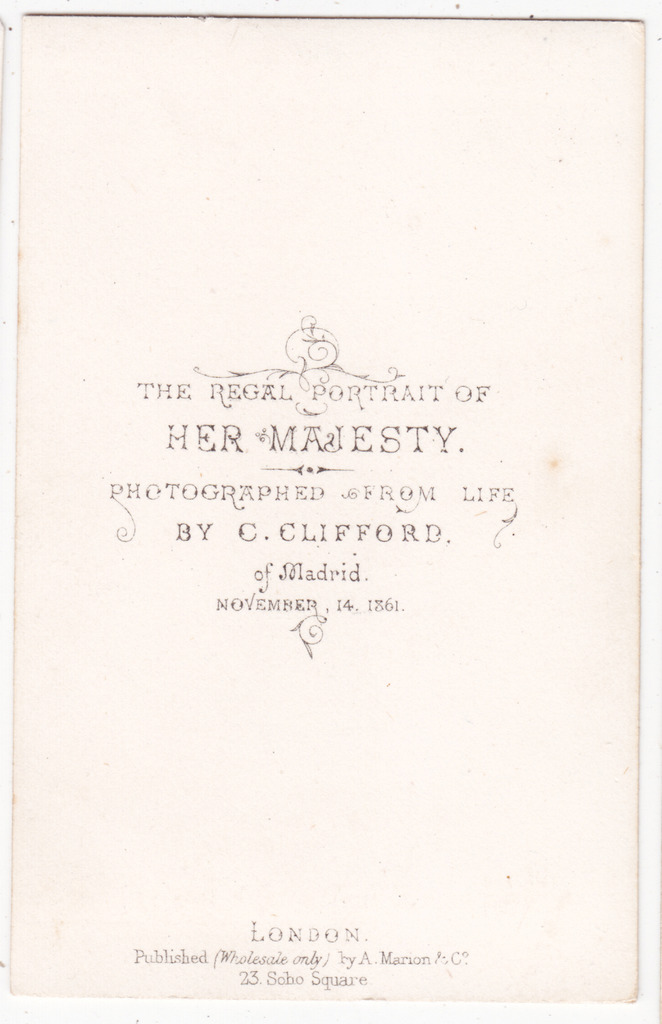 THE REGAL PORTRAIT OF
HER MAJESTY.
PHOTOGRAPHED FROM LIFE
BY C. CLIFFORD.
of Madrid.
NOVEMBER, 14. 1861.
LONDON.
Published (Wholesale only) by A. Marion & Co.
23. Soho Square